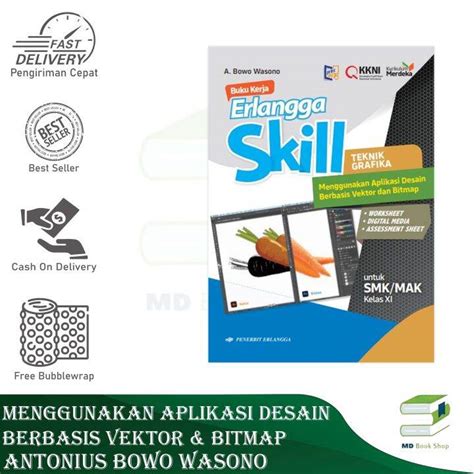 FAST
DELIVERY
Pengiriman Cepat
BEST
SELLER
Best Seller
Cash On Delivery
Free Bubblewrap
A. Bowo Wasono
KKNI
Kurikulum
Merdeka
Buku Kerja
Erlangga
Skill
TEKNIK
GRAFIKA
Menggunakan Aplikasi Desain
Berbasis Vektor dan Bitmap
• WORKSHEET
• DIGITAL MEDIA
• ASSESSMENT SHEET
untuk
SMK/MAK
Kelas XI
PENERBIT ERLANGGA
MD Book Shop
MENGGUNAKAN APLIKASI DESAIN
BERBASIS VEKTOR & BITMAP
ANTONIUS BOWO WASONO
MD Book Shop